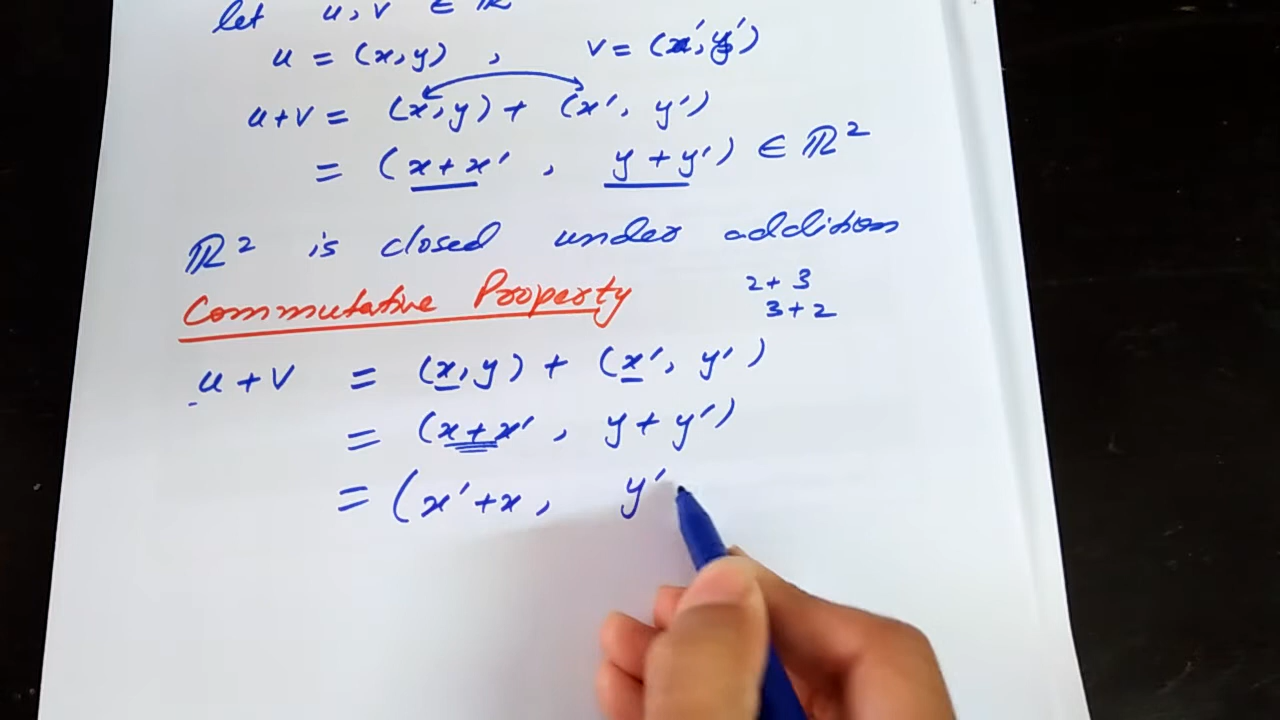 let u, v ∈ ℝ
u = (x, y) , v = (x', y')
u + v = (x, y) + (x', y')
= (x + x' , y + y') ∈ ℝ²
ℝ² is closed under addition
Commutative Property
2 + 3
3 + 2
u + v = (x, y) + (x', y')
= (x + x' , y + y')
= (x' + x , y'